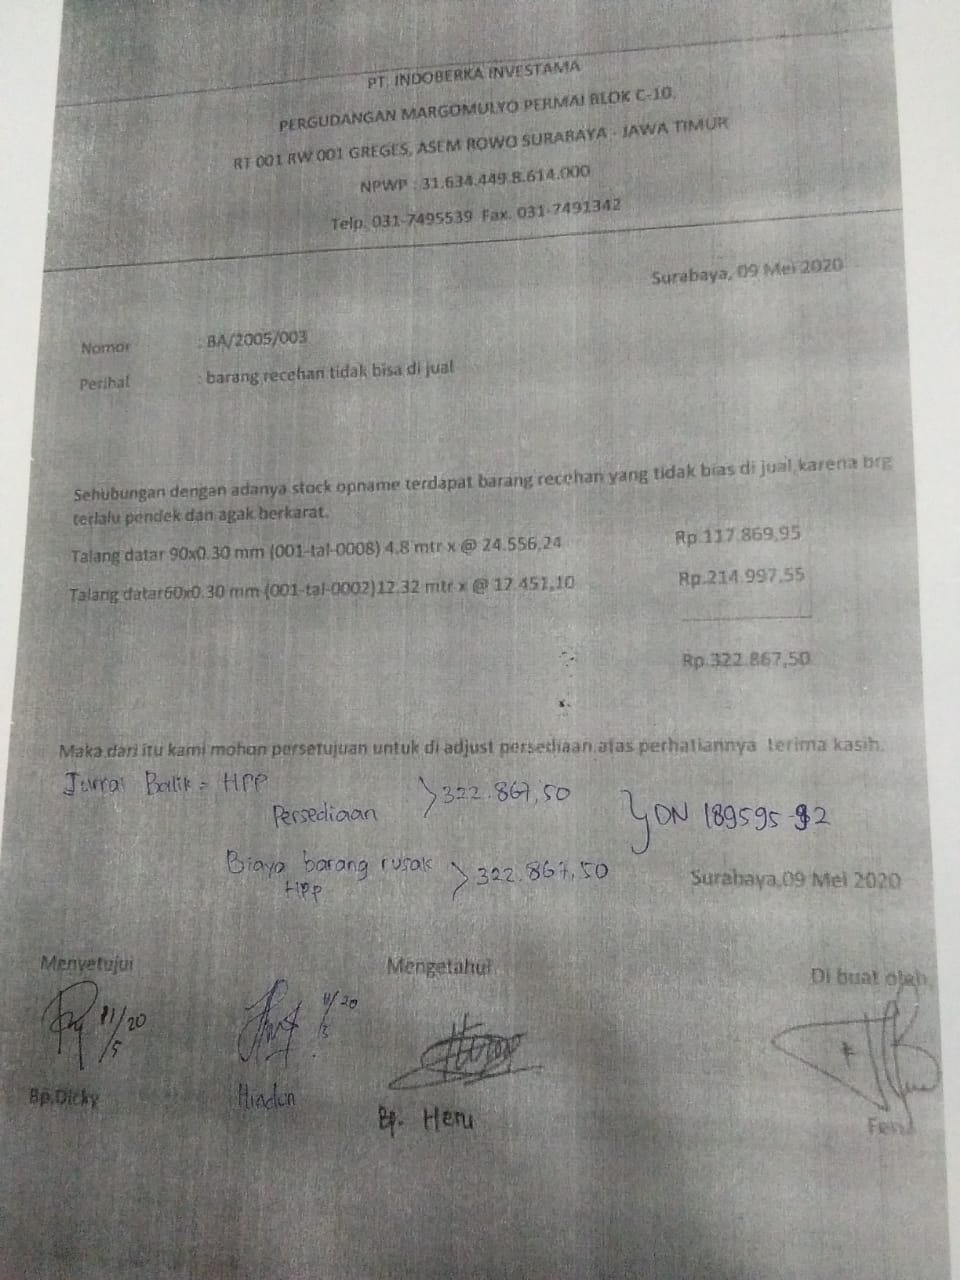 PT. INDOBERKA INVESTAMA
PERGUDANGAN MARGOMULYO PERMAI BLOK C-10,
RT 001 RW 001 GREGES, ASEM ROWO SURABAYA - JAWA TIMUR
NPWP : 31.634.449.8.614.000
Telp. 031-7495539 Fax. 031-7491342
Surabaya, 09 Mei 2020
Nomor : BA/2005/003
Perihal : barang recehan tidak bisa di jual
Sehubungan dengan adanya stock opname terdapat barang recehan yang tidak bias di jual,karena brg
terlalu pendek dan agak berkarat.
Talang datar 90x0.30 mm (001-tal-0008) 4.8 mtr x @ 24.556,24 Rp.117.869,95
Talang datar60x0.30 mm (001-tal-0002)12.32 mtr x @ 17.451,10 Rp.214.997,55
Rp.322.867,50
Maka dari itu kami mohon persetujuan untuk di adjust persediaan.atas perhatiannya terima kasih.
Jurnal Balik = HPP
Persediaan > 322.867,50
} DN 189595-92
Biaya barang rusak
HPP > 322.867,50
Surabaya,09 Mei 2020
Menyetujui Mengetahui Di buat oleh
11/5/20 11/5/20
Bp.Dicky Hindun Bp. Heru